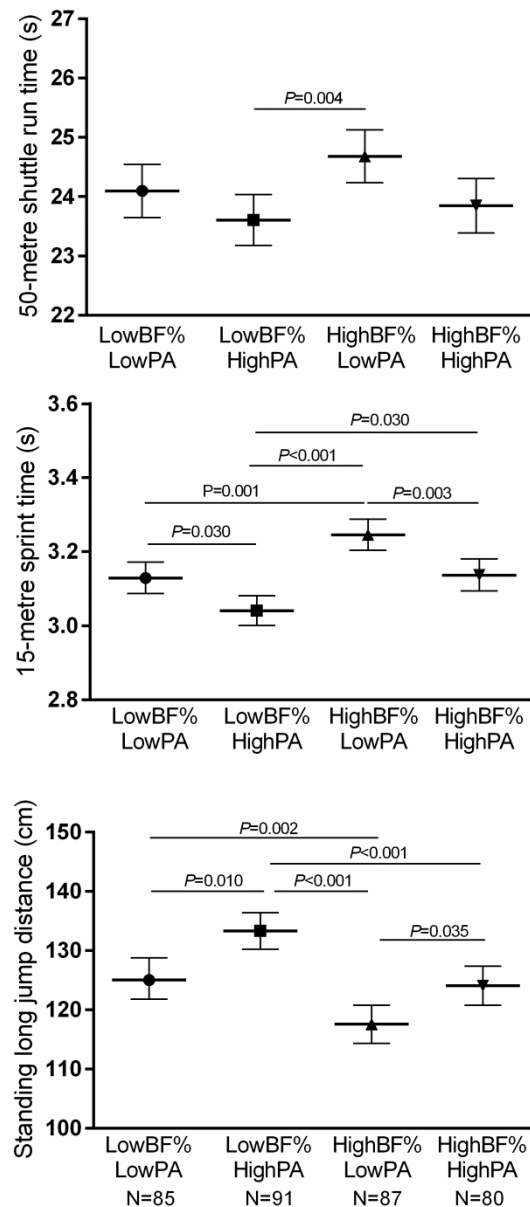 50-metre shuttle run time (s)
27
26
25
24
23
22
P=0.004
LowBF% LowBF% HighBF% HighBF%
LowPA HighPA LowPA HighPA
15-metre sprint time (s)
3.6
3.4
3.2
3.0
2.8
P=0.030
P<0.001
P=0.001 P=0.003
P=0.030
LowBF% LowBF% HighBF% HighBF%
LowPA HighPA LowPA HighPA
Standing long jump distance (cm)
150
140
130
120
110
100
P=0.002
P<0.001
P=0.010 P<0.001
P=0.035
LowBF% LowBF% HighBF% HighBF%
LowPA HighPA LowPA HighPA
N=85 N=91 N=87 N=80